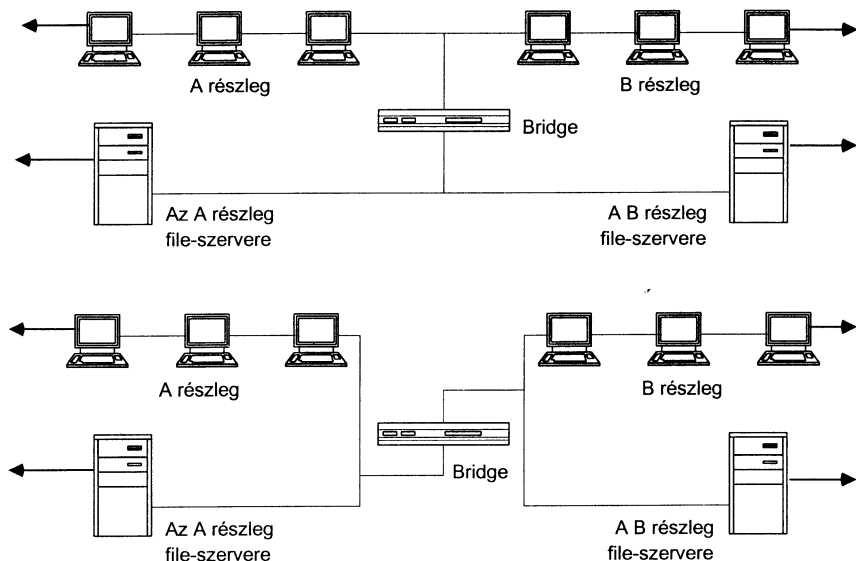 A részleg
B részleg
Bridge
Az A részleg
file-szervere
A B részleg
file-szervere
A részleg
B részleg
Bridge
Az A részleg
file-szervere
A B részleg
file-szervere